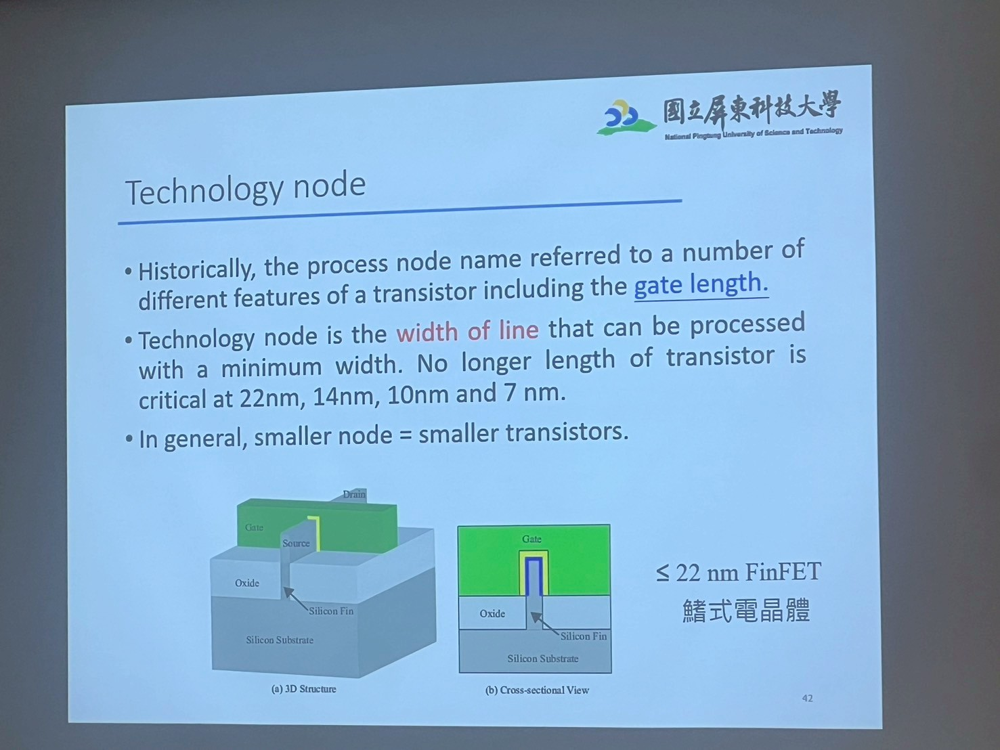 國立屏東科技大學
National Pingtung University of Science and Technology
Technology node
• Historically, the process node name referred to a number of
different features of a transistor including the gate length.
• Technology node is the width of line that can be processed
with a minimum width. No longer length of transistor is
critical at 22nm, 14nm, 10nm and 7 nm.
• In general, smaller node = smaller transistors.
Drain
Gate
Source
Oxide
Silicon Fin
Silicon Substrate
(a) 3D Structure
Gate
Oxide
Silicon Fin
Silicon Substrate
(b) Cross-sectional View
≤ 22 nm FinFET
鰭式電晶體
42